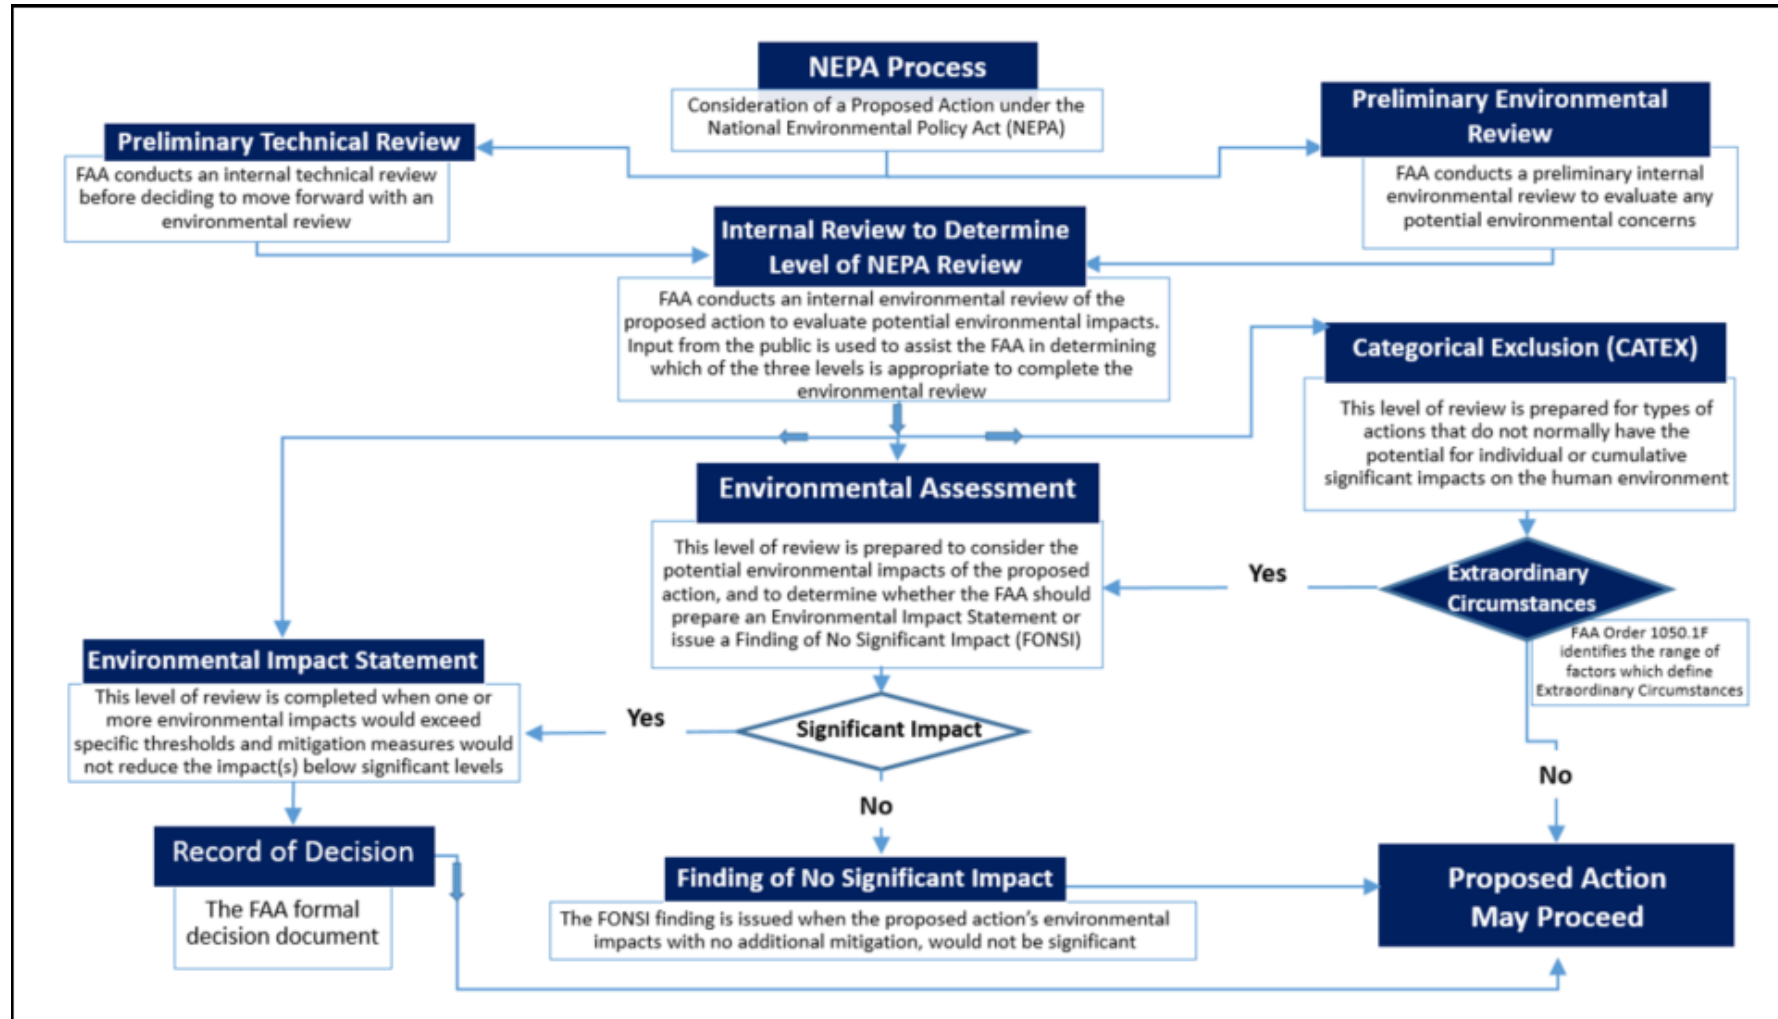 NEPA Process
Consideration of a Proposed Action under the
National Environmental Policy Act (NEPA)
Preliminary Technical Review
FAA conducts an internal technical review
before deciding to move forward with an
environmental review
Preliminary Environmental
Review
FAA conducts a preliminary internal
environmental review to evaluate any
potential environmental concerns
Internal Review to Determine
Level of NEPA Review
FAA conducts an internal environmental review of the
proposed action to evaluate potential environmental impacts.
Input from the public is used to assist the FAA in determining
which of the three levels is appropriate to complete the
environmental review
Categorical Exclusion (CATEX)
This level of review is prepared for types of
actions that do not normally have the
potential for individual or cumulative
significant impacts on the human environment
Environmental Assessment
This level of review is prepared to consider the
potential environmental impacts of the proposed
action, and to determine whether the FAA should
prepare an Environmental Impact Statement or
issue a Finding of No Significant Impact (FONSI)
Yes
Extraordinary
Circumstances
FAA Order 1050.1F
identifies the range of
factors which define
Extraordinary Circumstances
Environmental Impact Statement
This level of review is completed when one or
more environmental impacts would exceed
specific thresholds and mitigation measures would
not reduce the impact(s) below significant levels
Yes
Significant Impact
No
No
Record of Decision
The FAA formal
decision document
Finding of No Significant Impact
The FONSI finding is issued when the proposed action's environmental
impacts with no additional mitigation, would not be significant
Proposed Action
May Proceed